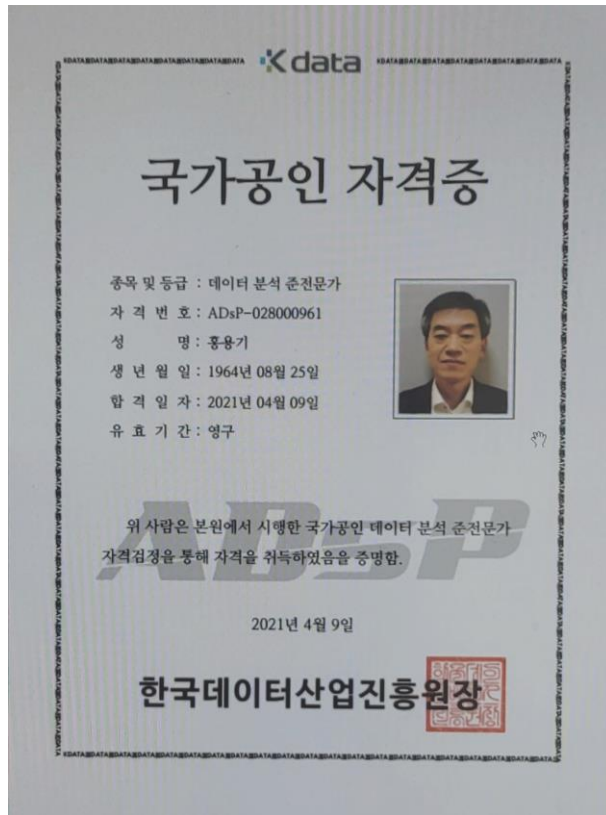 Kdata
국가공인 자격증
종목 및 등급 : 데이터 분석 준전문가
자 격 번 호 : ADsP-028000961
성 명 : 홍용기
생 년 월 일 : 1964년 08월 25일
합 격 일 자 : 2021년 04월 09일
유 효 기 간 : 영구
ADsP
위 사람은 본원에서 시행한 국가공인 데이터 분석 준전문가
자격검정을 통해 자격을 취득하였음을 증명함.
2021년 4월 9일
한국데이터산업진흥원장